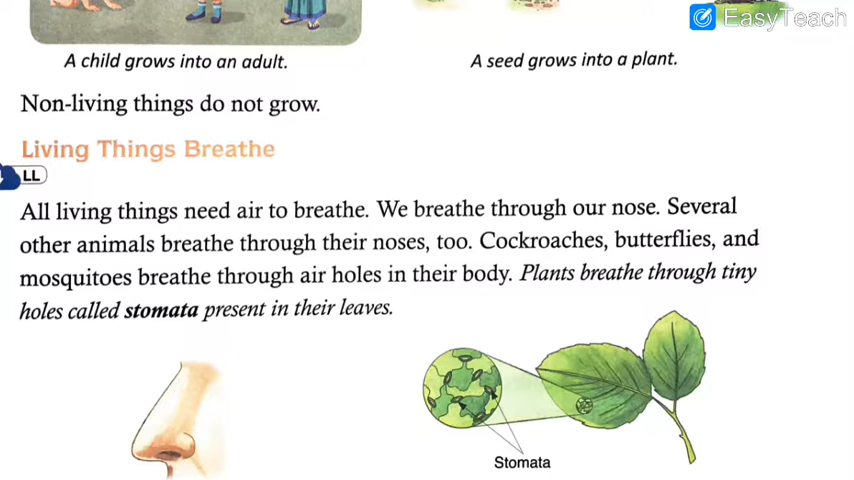 EasyTeach
A child grows into an adult.
A seed grows into a plant.
Non-living things do not grow.
Living Things Breathe
LL
All living things need air to breathe. We breathe through our nose. Several
other animals breathe through their noses, too. Cockroaches, butterflies, and
mosquitoes breathe through air holes in their body. Plants breathe through tiny
holes called stomata present in their leaves.
Stomata